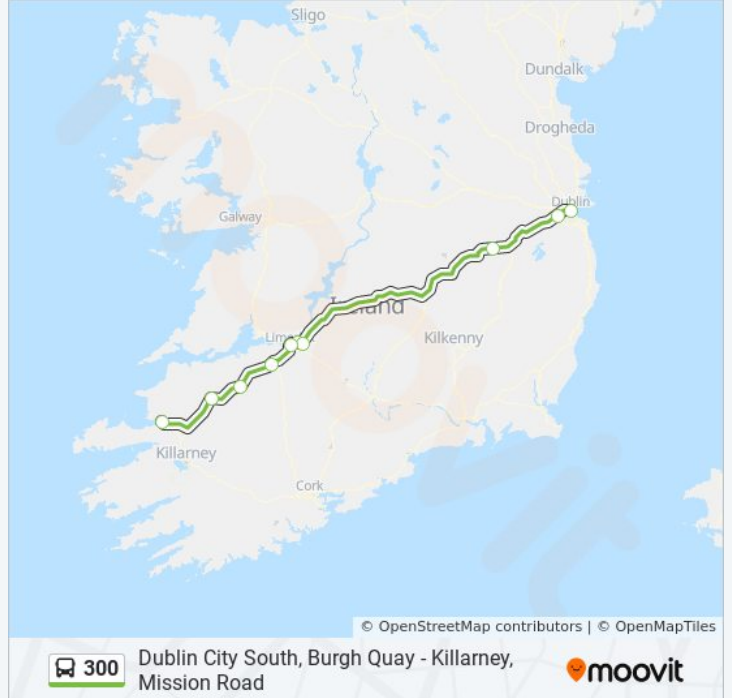 Sligo
Dundalk
Drogheda
Dublin
Galway
Ireland
Limerick
Kilkenny
Killarney
Cork
© OpenStreetMap contributors | © OpenMapTiles
300
Dublin City South, Burgh Quay - Killarney,
Mission Road
moovit